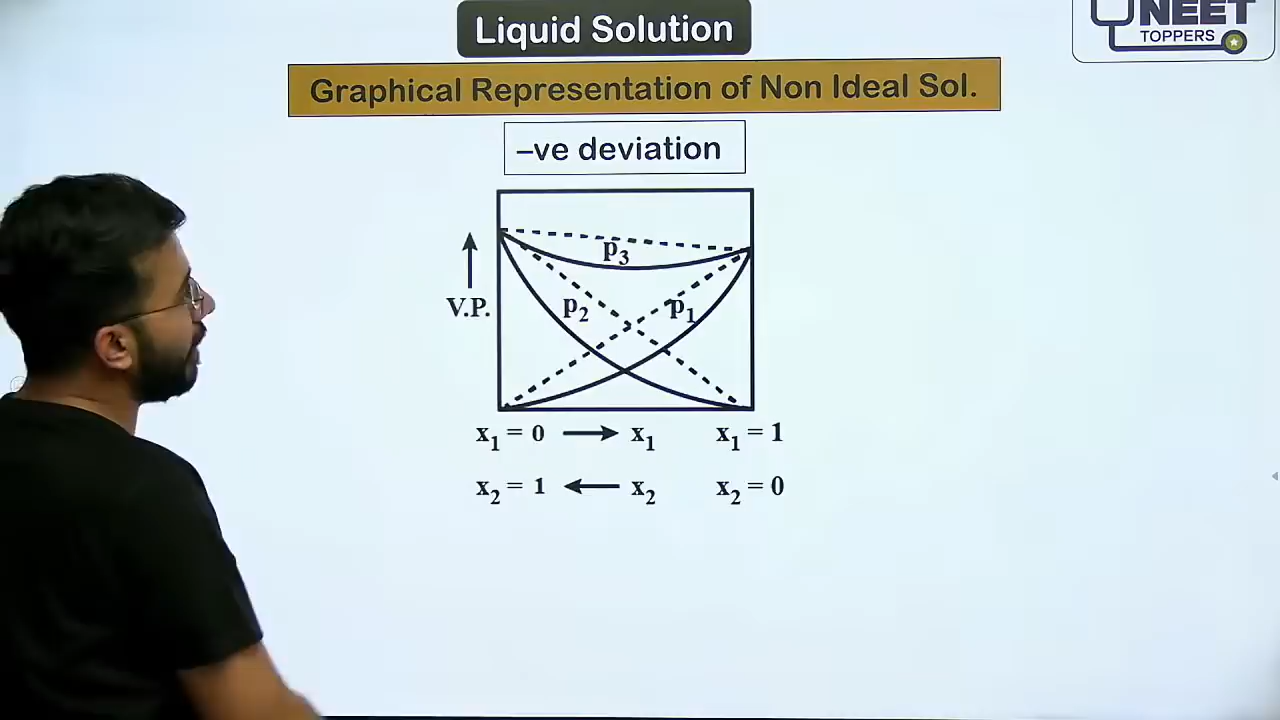 Liquid Solution
NEET
TOPPERS
Graphical Representation of Non Ideal Sol.
–ve deviation
p₃
V.P.
p₂
p₁
x₁ = 0 → x₁ x₁ = 1
x₂ = 1 ← x₂ x₂ = 0